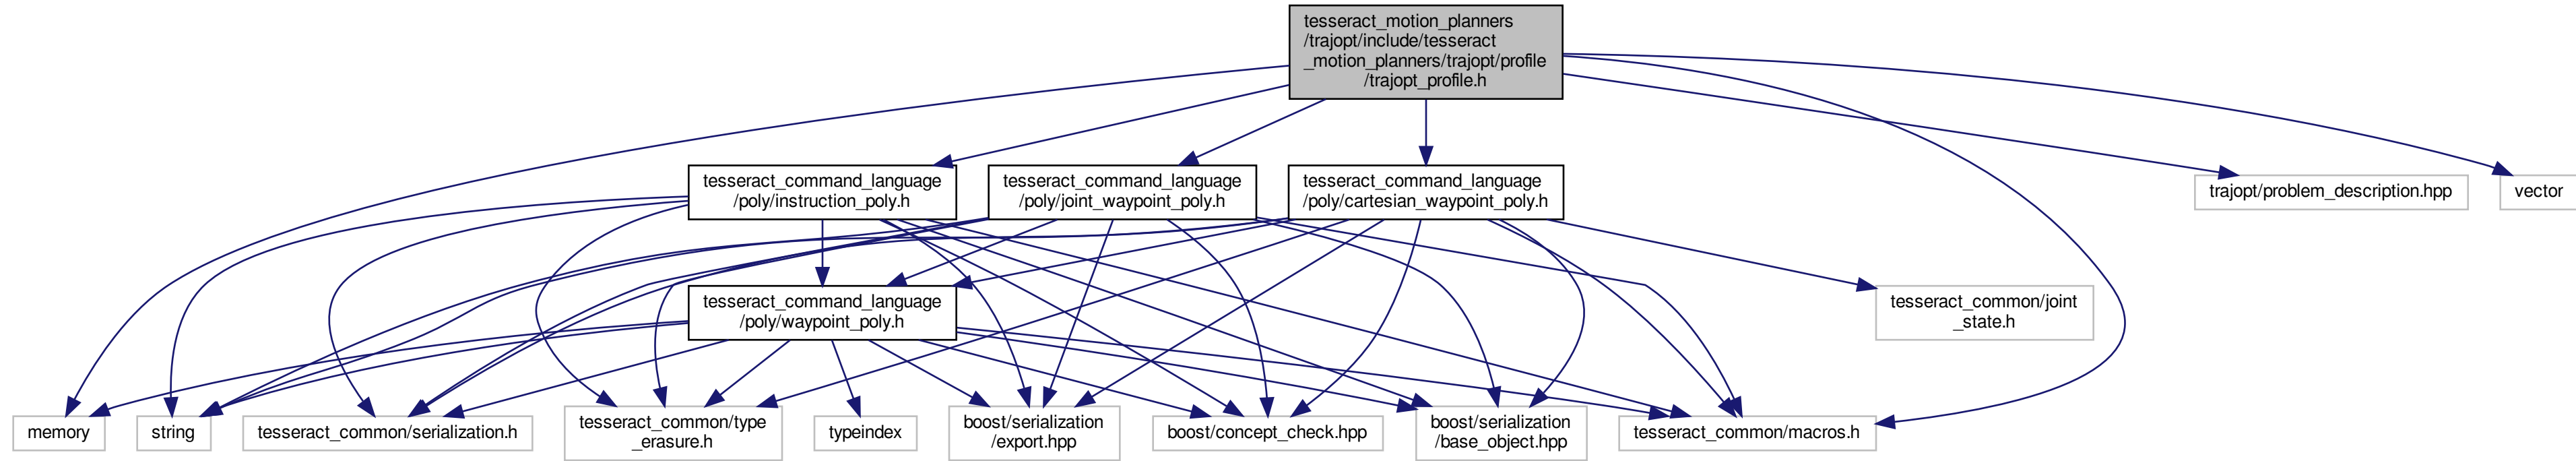 tesseract_motion_planners
/trajopt/include/tesseract
_motion_planners/trajopt/profile
/trajopt_profile.h
tesseract_command_language
/poly/instruction_poly.h
tesseract_command_language
/poly/joint_waypoint_poly.h
tesseract_command_language
/poly/cartesian_waypoint_poly.h
trajopt/problem_description.hpp
vector
tesseract_command_language
/poly/waypoint_poly.h
tesseract_common/joint
_state.h
memory
string
tesseract_common/serialization.h
tesseract_common/type
_erasure.h
typeindex
boost/serialization
/export.hpp
boost/concept_check.hpp
boost/serialization
/base_object.hpp
tesseract_common/macros.h